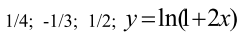 1/4; -1/3; 1/2; y=ln(1+2x)